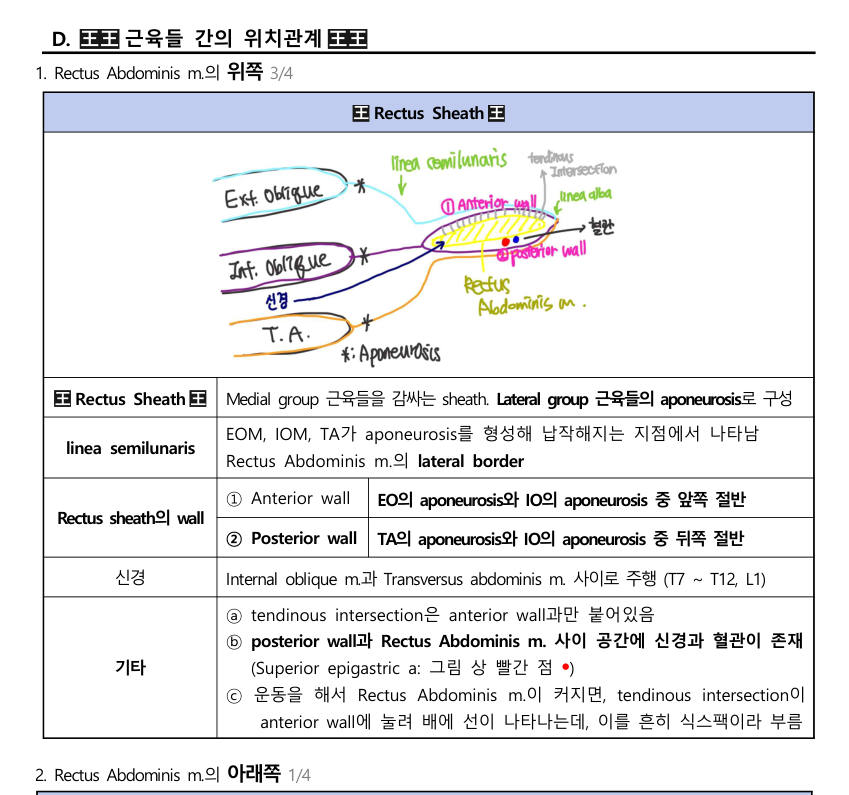 D. 王王 근육들 간의 위치관계 王王
1. Rectus Abdominis m.의 위쪽 3/4
王 Rectus Sheath 王
linea semilunaris
tendinous
Intersection
Ext. Oblique
*
① Anterior wall
linea alba
혈관
Int. Oblique
*
② posterior wall
신경
Rectus
Abdominis m.
T.A.
*
*: Aponeurosis
王 Rectus Sheath 王
Medial group 근육들을 감싸는 sheath. Lateral group 근육들의 aponeurosis로 구성
linea semilunaris
EOM, IOM, TA가 aponeurosis를 형성해 납작해지는 지점에서 나타남
Rectus Abdominis m.의 lateral border
Rectus sheath의 wall
① Anterior wall
EO의 aponeurosis와 IO의 aponeurosis 중 앞쪽 절반
② Posterior wall
TA의 aponeurosis와 IO의 aponeurosis 중 뒤쪽 절반
신경
Internal oblique m.과 Transversus abdominis m. 사이로 주행 (T7 ~ T12, L1)
기타
ⓐ tendinous intersection은 anterior wall과만 붙어있음
ⓑ posterior wall과 Rectus Abdominis m. 사이 공간에 신경과 혈관이 존재
(Superior epigastric a: 그림 상 빨간 점 ●)
ⓒ 운동을 해서 Rectus Abdominis m.이 커지면, tendinous intersection이
anterior wall에 눌려 배에 선이 나타나는데, 이를 흔히 식스팩이라 부름
2. Rectus Abdominis m.의 아래쪽 1/4